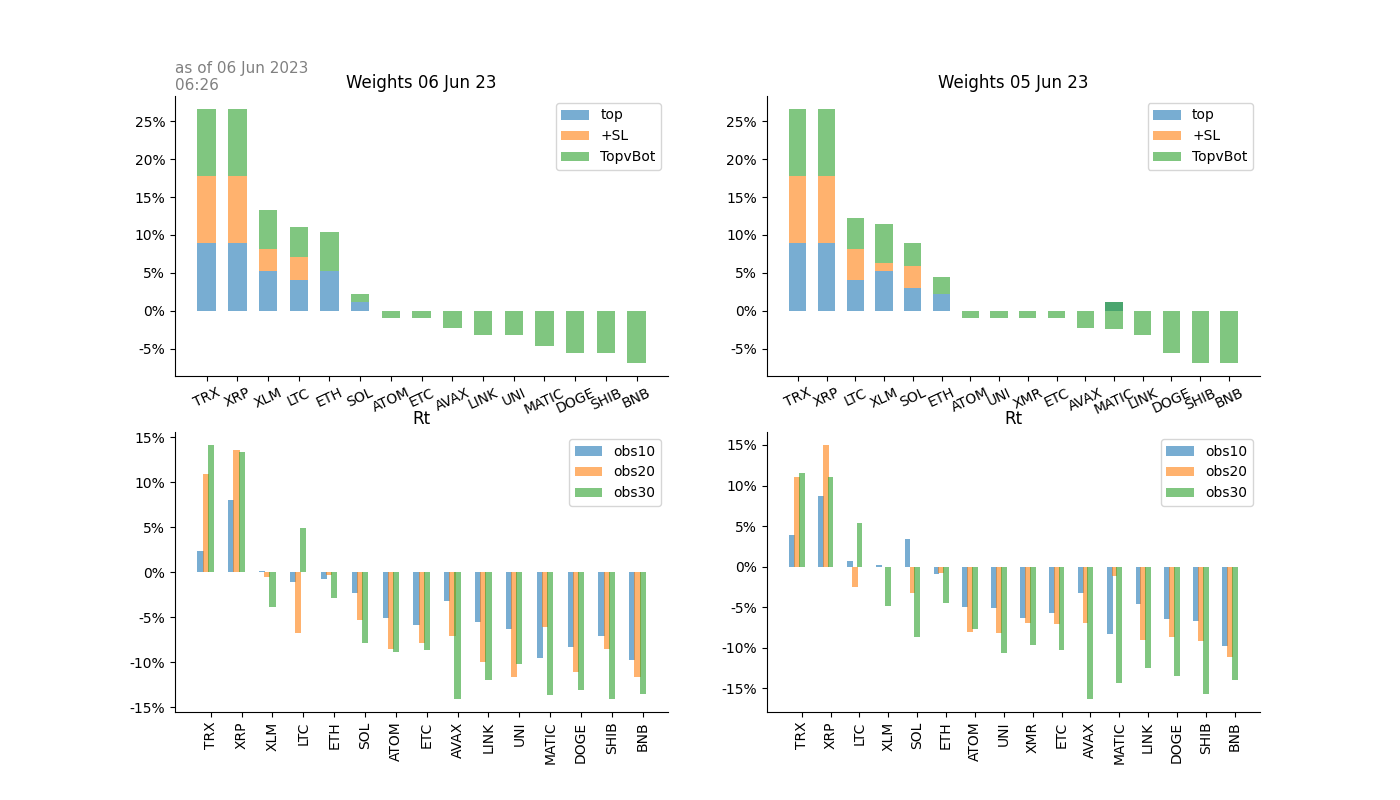 as of 06 Jun 2023
06:26
Weights 06 Jun 23
25%
20%
15%
10%
5%
0%
-5%
top
+SL
TopvBot
TRX XRP XLM LTC ETH SOL ATOM ETC AVAX LINK UNI MATIC DOGE SHIB BNB
Weights 05 Jun 23
25%
20%
15%
10%
5%
0%
-5%
top
+SL
TopvBot
TRX XRP LTC XLM SOL ETH ATOM UNI XMR ETC AVAX MATIC LINK DOGE SHIB BNB
Rt
15%
10%
5%
0%
-5%
-10%
-15%
obs10
obs20
obs30
TRX XRP XLM LTC ETH SOL ATOM ETC AVAX LINK UNI MATIC DOGE SHIB BNB
Rt
15%
10%
5%
0%
-5%
-10%
-15%
obs10
obs20
obs30
TRX XRP LTC XLM SOL ETH ATOM UNI XMR ETC AVAX MATIC LINK DOGE SHIB BNB